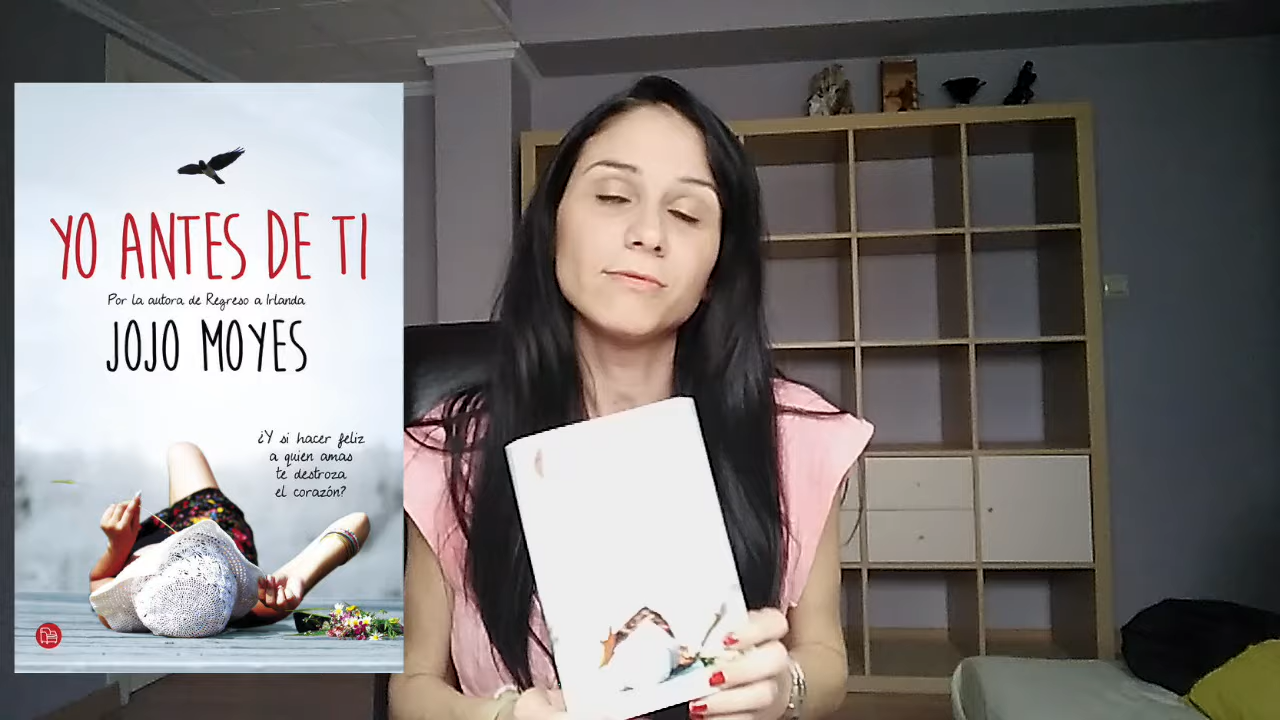 YO ANTES DE TI
Por la autora de Regreso a Irlanda
JOJO MOYES
¿Y si hacer feliz
a quien amas
te destroza
el corazón?